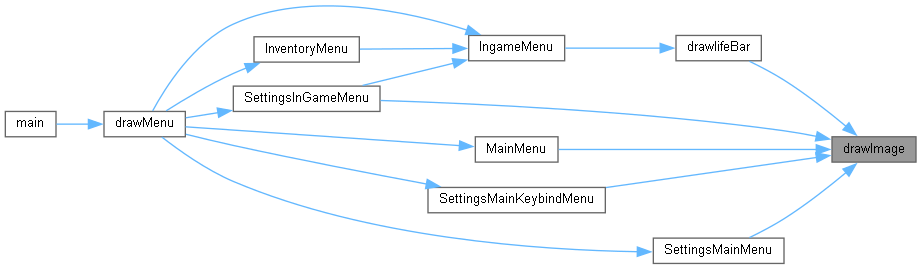 drawlifeBar
IngameMenu
InventoryMenu
SettingsInGameMenu
main
drawMenu
MainMenu
drawImage
SettingsMainKeybindMenu
SettingsMainMenu